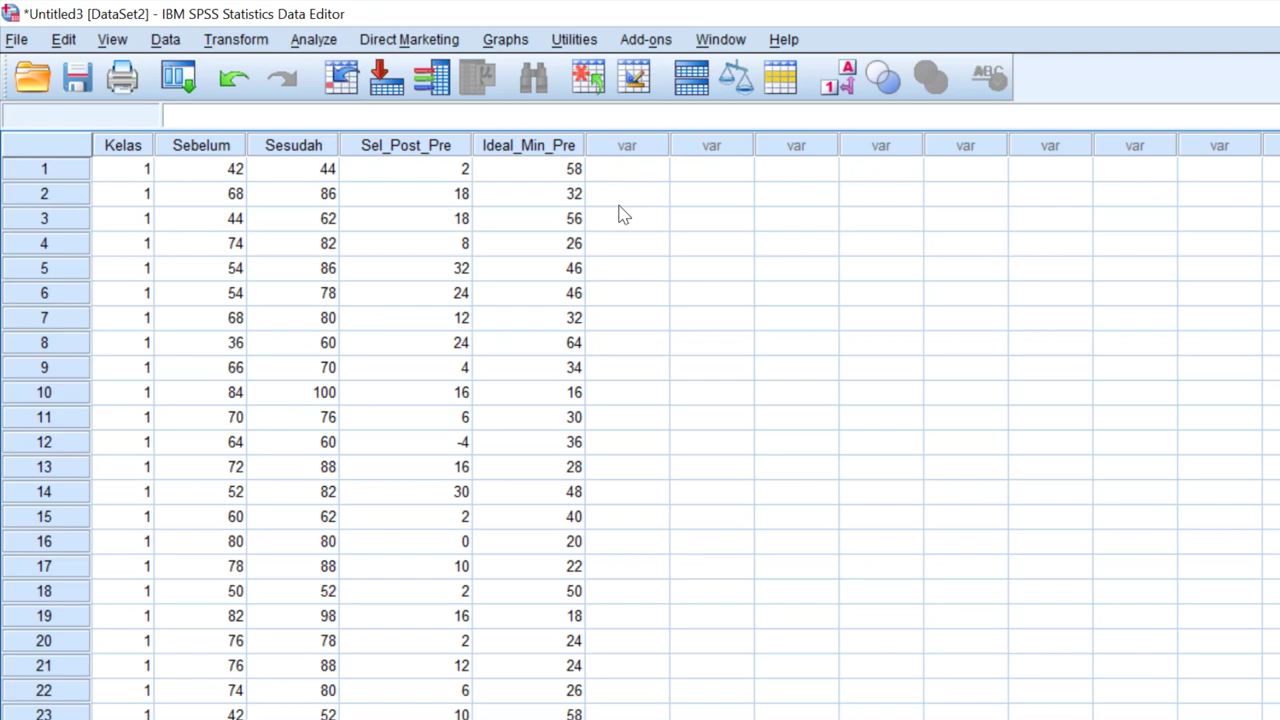 *Untitled3 [DataSet2] - IBM SPSS Statistics Data Editor
File Edit View Data Transform Analyze Direct Marketing Graphs Utilities Add-ons Window Help
A 1 ABC
Kelas Sebelum Sesudah Sel_Post_Pre Ideal_Min_Pre var var var var var var var var
1 1 42 44 2 58
2 1 68 86 18 32
3 1 44 62 18 56
4 1 74 82 8 26
5 1 54 86 32 46
6 1 54 78 24 46
7 1 68 80 12 32
8 1 36 60 24 64
9 1 66 70 4 34
10 1 84 100 16 16
11 1 70 76 6 30
12 1 64 60 -4 36
13 1 72 88 16 28
14 1 52 82 30 48
15 1 60 62 2 40
16 1 80 80 0 20
17 1 78 88 10 22
18 1 50 52 2 50
19 1 82 98 16 18
20 1 76 78 2 24
21 1 76 88 12 24
22 1 74 80 6 26
23 1 42 52 10 58